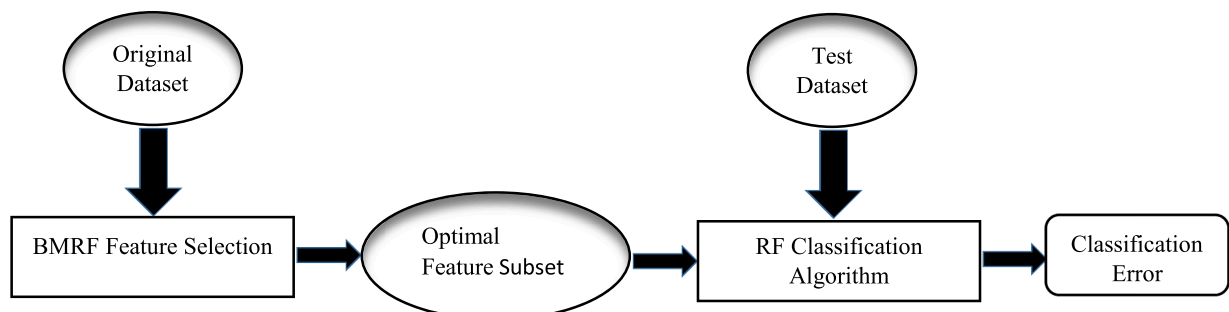 Original
Dataset
Test
Dataset
BMRF Feature Selection
Optimal
Feature Subset
RF Classification
Algorithm
Classification
Error